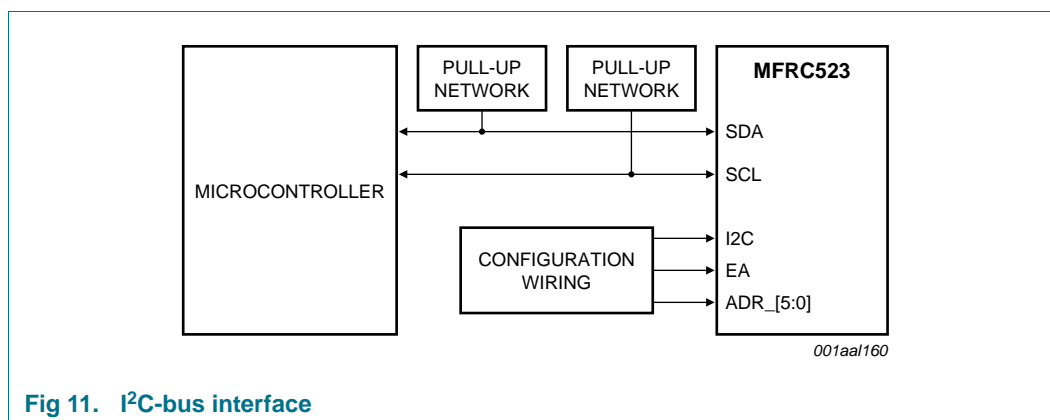 PULL-UP
NETWORK
PULL-UP
NETWORK
MFRC523
SDA
SCL
MICROCONTROLLER
I2C
CONFIGURATION
WIRING
EA
ADR_[5:0]
001aal160
Fig 11. I²C-bus interface